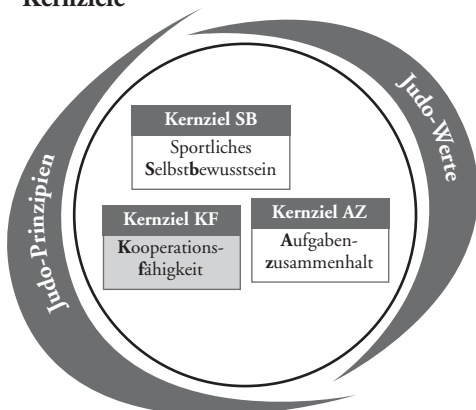 Kernziele
Judo-Werte
Kernziel SB
Sportliches
Selbstbewusstsein
Judo-Prinzipien
Kernziel KF
Kooperations-
fähigkeit
Kernziel AZ
Aufgaben-
zusammenhalt